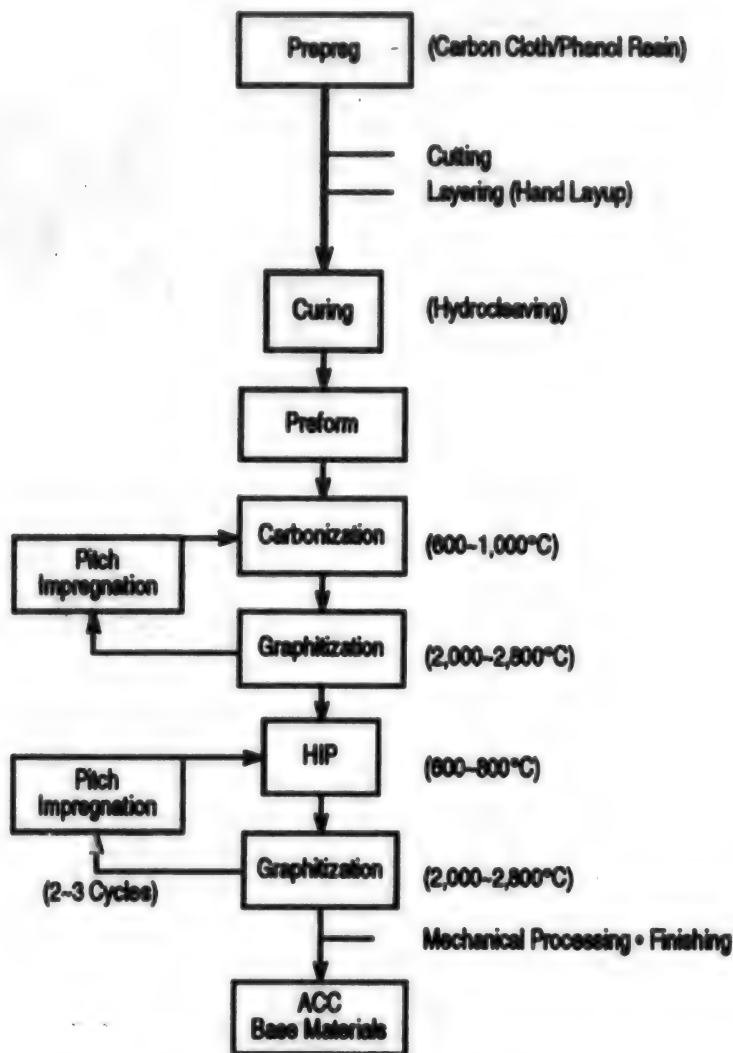 Prepreg (Carbon Cloth/Phenol Resin)
Cutting
Layering (Hand Layup)
Curing (Hydrocleaving)
Preform
Carbonization (600~1,000°C)
Pitch
Impregnation
Graphitization (2,000~2,800°C)
HIP (600~800°C)
Pitch
Impregnation
Graphitization (2,000~2,800°C)
(2~3 Cycles)
Mechanical Processing • Finishing
ACC
Base Materials